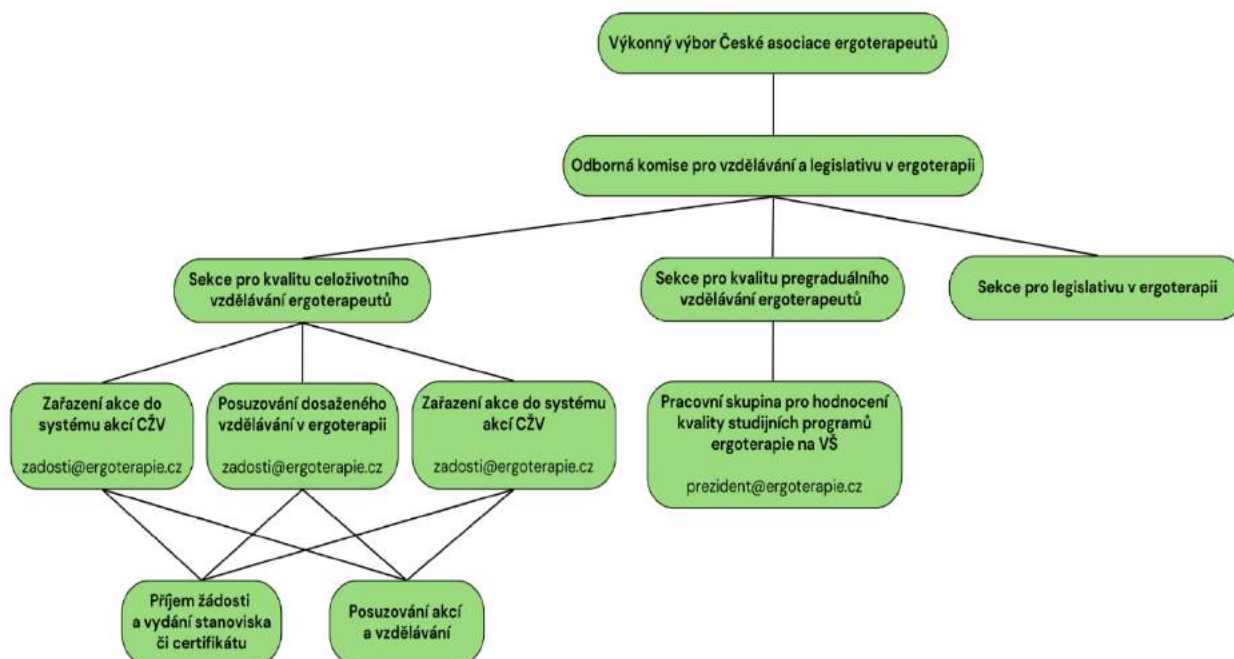 Výkonný výbor České asociace ergoterapeutů
Odborná komise pro vzdělávání a legislativu v ergoterapii
Sekce pro kvalitu celoživotního
vzdělávání ergoterapeutů
Sekce pro kvalitu pregraduálního
vzdělávání ergoterapeutů
Sekce pro legislativu v ergoterapii
Zařazení akce do
systému akcí CŽV
zadosti@ergoterapie.cz
Posuzování dosaženého
vzdělávání v ergoterapii
zadosti@ergoterapie.cz
Zařazení akce do systému
akcí CŽV
zadosti@ergoterapie.cz
Pracovní skupina pro hodnocení
kvality studijních programů
ergoterapie na VŠ
prezident@ergoterapie.cz
Příjem žádosti
a vydání stanoviska
či certifikátu
Posuzování akcí
a vzdělávání